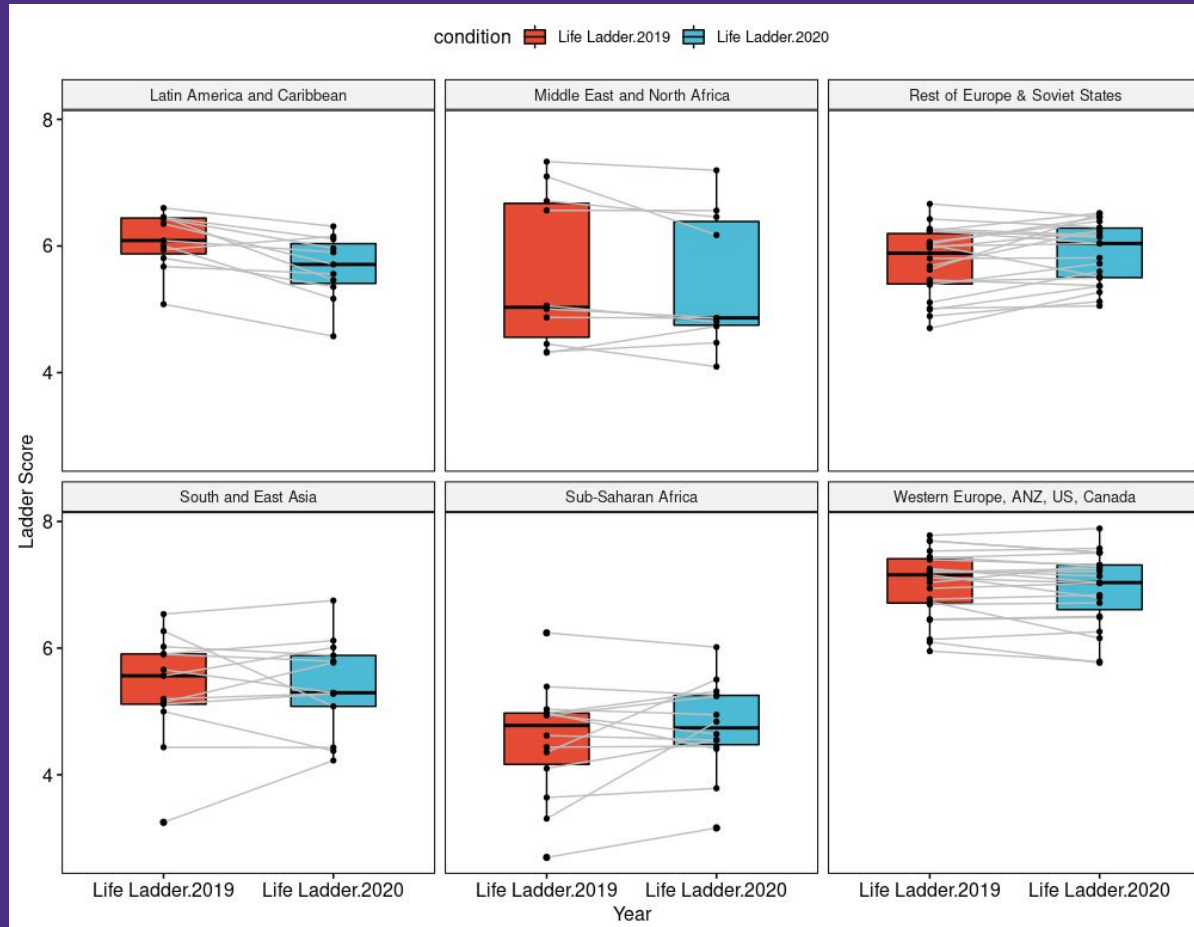 condition Life Ladder.2019 Life Ladder.2020
Latin America and Caribbean
Middle East and North Africa
Rest of Europe & Soviet States
8
6
4
Ladder Score
South and East Asia
Sub-Saharan Africa
Western Europe, ANZ, US, Canada
8
6
4
Life Ladder.2019 Life Ladder.2020
Life Ladder.2019 Life Ladder.2020
Life Ladder.2019 Life Ladder.2020
Year